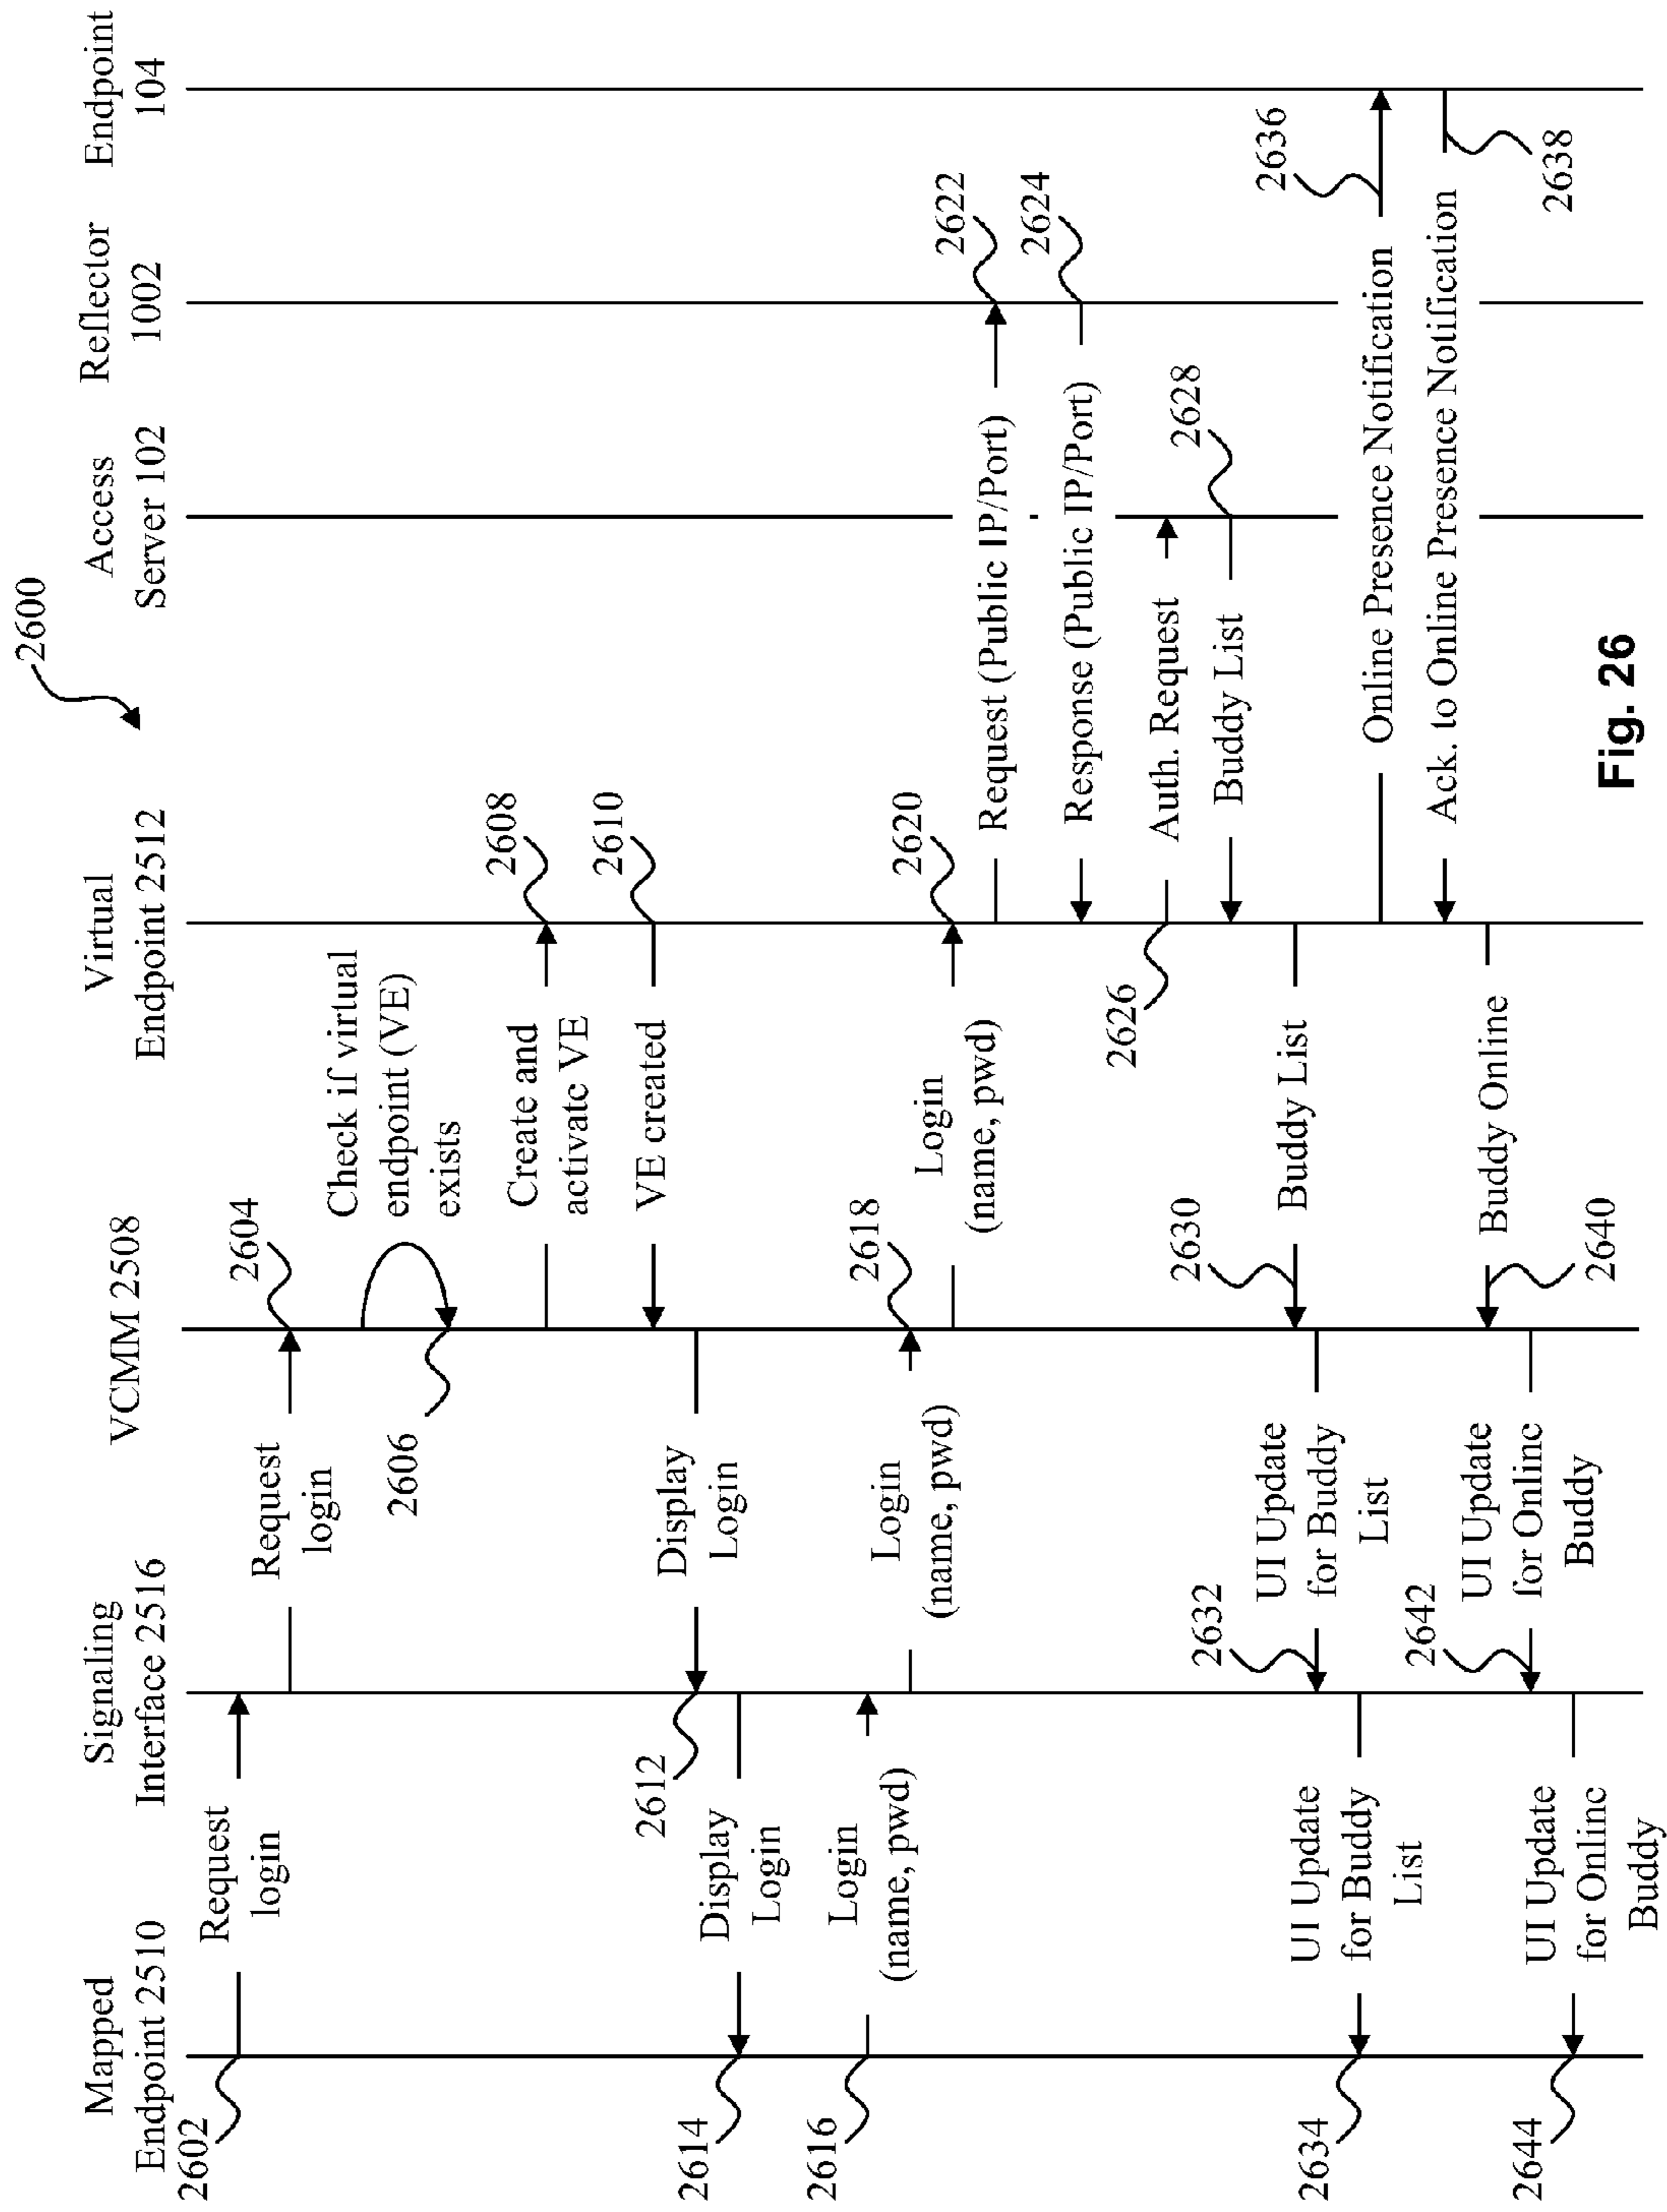 2600
Mapped
Endpoint 2510
Signaling
Interface 2516
VCMM 2508
Virtual
Endpoint 2512
Access
Server 102
Reflector
1002
Endpoint
104
2602
Request
login
Request
login
2604
Check if virtual
endpoint (VE)
exists
2606
Create and
activate VE
2608
VE created
2610
Display
Login
2612
Display
Login
2614
2616
Login
(name, pwd)
Login
(name, pwd)
2618
Login
(name, pwd)
2620
Request (Public IP/Port)
2622
Response (Public IP/Port)
2624
2626
Auth. Request
Buddy List
2628
Buddy List
2630
UI Update
for Buddy
List
2632
UI Update
for Buddy
List
2634
Online Presence Notification
2636
Ack. to Online Presence Notification
2638
Buddy Online
2640
UI Update
for Online
Buddy
2642
UI Update
for Online
Buddy
2644
Fig. 26